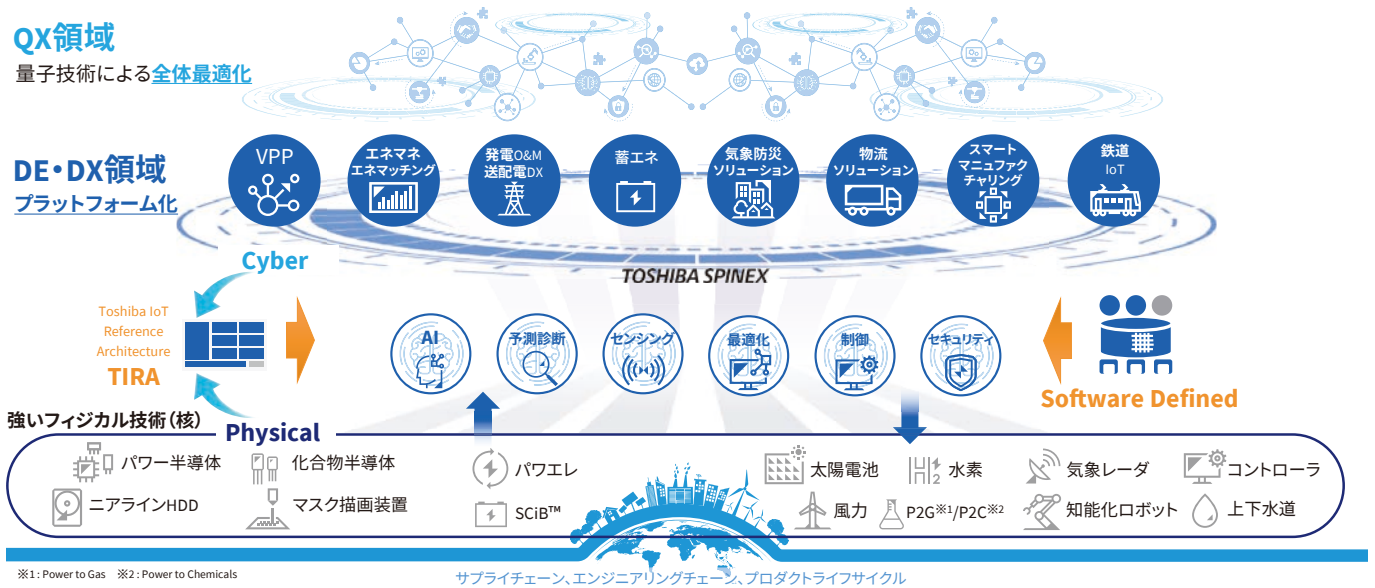 QX領域
量子技術による全体最適化
DE・DX領域
プラットフォーム化
VPP
エネマネ
エネマッチング
発電O&M
送配電DX
蓄エネ
気象防災
ソリューション
物流
ソリューション
スマート
マニュファク
チャリング
鉄道
IoT
TOSHIBA SPINEX
Cyber
Toshiba IoT
Reference
Architecture
TIRA
AI
予測診断
センシング
最適化
制御
セキュリティ
Software Defined
強いフィジカル技術（核）
Physical
パワー半導体
化合物半導体
パワエレ
太陽電池
H2
水素
気象レーダ
コントローラ
ニアラインHDD
マスク描画装置
SCiB™
風力
P2G※1/P2C※2
知能化ロボット
上下水道
※1 : Power to Gas ※2 : Power to Chemicals
サプライチェーン、エンジニアリングチェーン、プロダクトライフサイクル